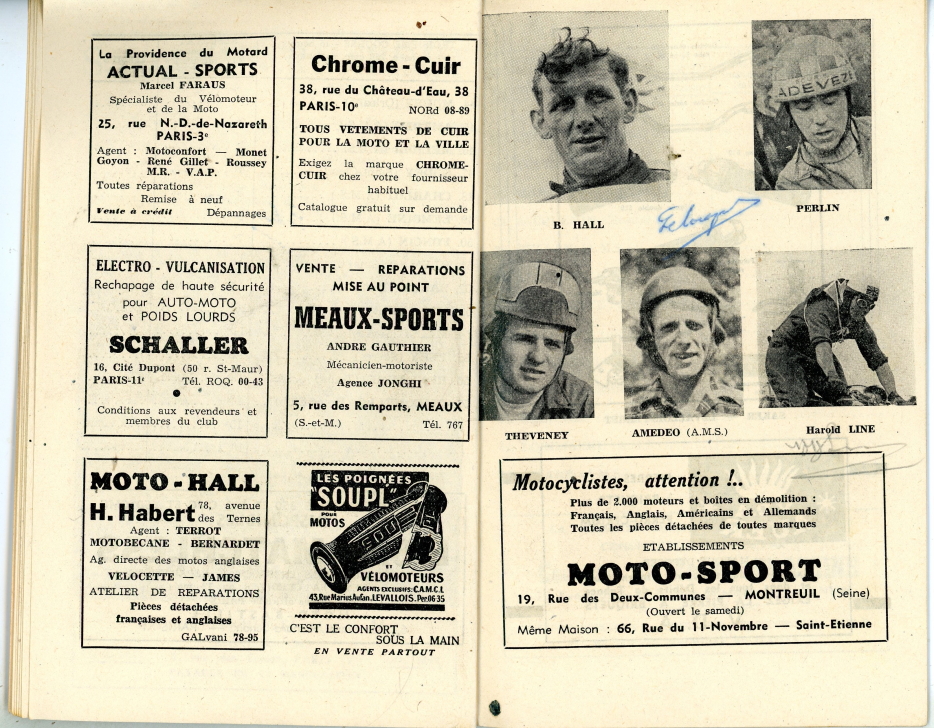 La Providence du Motard
ACTUAL - SPORTS
Marcel FARAUS
Spécialiste du Vélomoteur
et de la Moto
25, rue N.-D.-de-Nazareth
PARIS-3e
Agent : Motoconfort — Monet
Goyon - René Gillet - Roussey
M.R. - V.A.P.
Toutes réparations
Remise à neuf
Vente à crédit Dépannages
Chrome - Cuir
38, rue du Château-d'Eau, 38
PARIS-10e NORd 08-89
TOUS VETEMENTS DE CUIR
POUR LA MOTO ET LA VILLE
Exigez la marque CHROME-
CUIR chez votre fournisseur
habituel
Catalogue gratuit sur demande
ELECTRO - VULCANISATION
Rechapage de haute sécurité
pour AUTO-MOTO
et POIDS LOURDS
SCHALLER
16, Cité Dupont (50 r. St-Maur)
PARIS-11e Tél. ROQ. 00-43
Conditions aux revendeurs et
membres du club
VENTE — REPARATIONS
MISE AU POINT
MEAUX-SPORTS
ANDRE GAUTHIER
Mécanicien-motoriste
Agence JONGHI
5, rue des Remparts, MEAUX
(S.-et-M.) Tél. 767
MOTO - HALL
H. Habert 78, avenue
des Ternes
Agent : TERROT
MOTOBECANE - BERNARDET
Ag. directe des motos anglaises
VELOCETTE — JAMES
ATELIER DE REPARATIONS
Pièces détachées
françaises et anglaises
GALvani 78-95
LES POIGNÉES
"SOUPL"
POUR
MOTOS
ET
VÉLOMOTEURS
AGENTS EXCLUSIFS: C.A.M.C.L
43, Rue Marius Aufan. LEVALLOIS. Per. 06 35
C'EST LE CONFORT
SOUS LA MAIN
EN VENTE PARTOUT
ADEVEZE
B. HALL
PERLIN
THEVENEY
AMEDEO (A.M.S.)
Harold LINE
Motocyclistes, attention !..
Plus de 2.000 moteurs et boîtes en démolition :
Français, Anglais, Américains et Allemands
Toutes les pièces détachées de toutes marques
ETABLISSEMENTS
MOTO - SPORT
19, Rue des Deux-Communes — MONTREUIL (Seine)
(Ouvert le samedi)
Même Maison : 66, Rue du 11-Novembre — Saint-Etienne